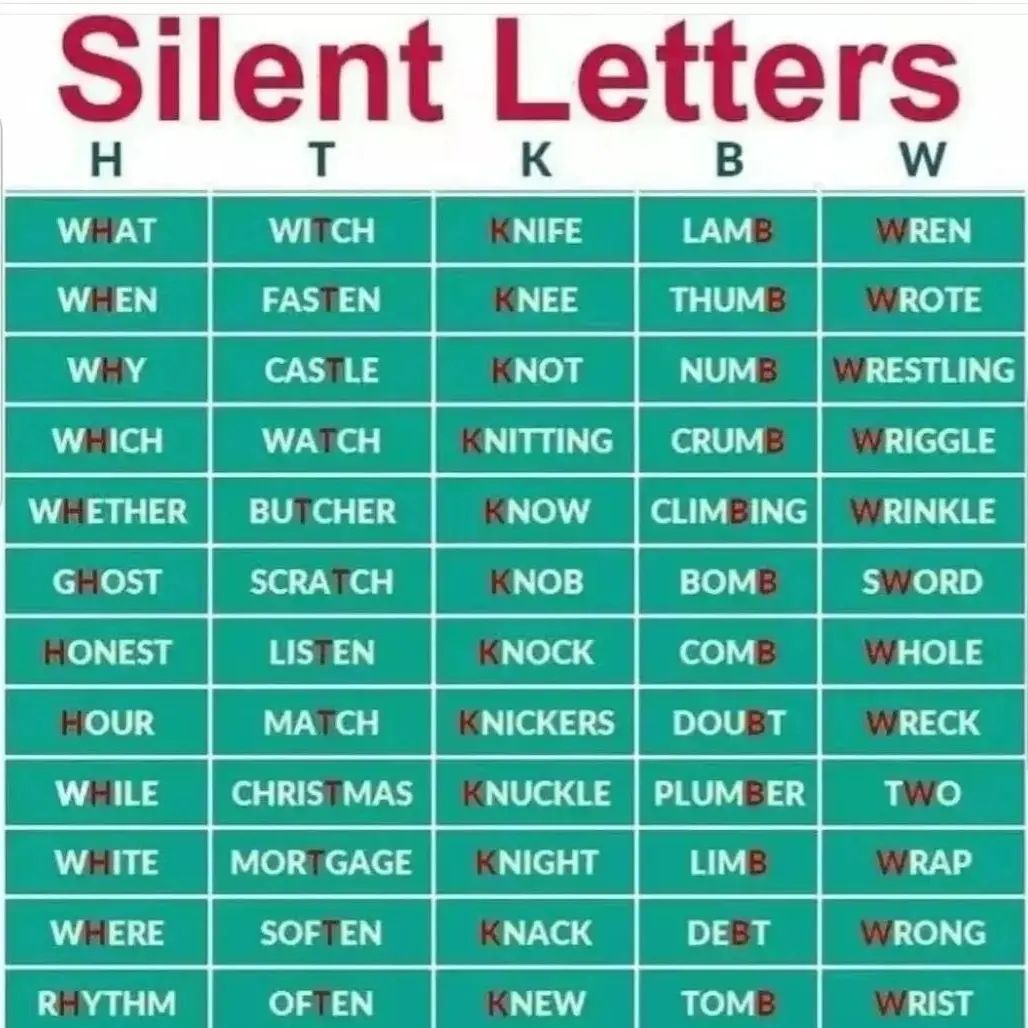 Silent Letters
H T K B W
WHAT WITCH KNIFE LAMB WREN
WHEN FASTEN KNEE THUMB WROTE
WHY CASTLE KNOT NUMB WRESTLING
WHICH WATCH KNITTING CRUMB WRIGGLE
WHETHER BUTCHER KNOW CLIMBING WRINKLE
GHOST SCRATCH KNOB BOMB SWORD
HONEST LISTEN KNOCK COMB WHOLE
HOUR MATCH KNICKERS DOUBT WRECK
WHILE CHRISTMAS KNUCKLE PLUMBER TWO
WHITE MORTGAGE KNIGHT LIMB WRAP
WHERE SOFTEN KNACK DEBT WRONG
RHYTHM OFTEN KNEW TOMB WRIST